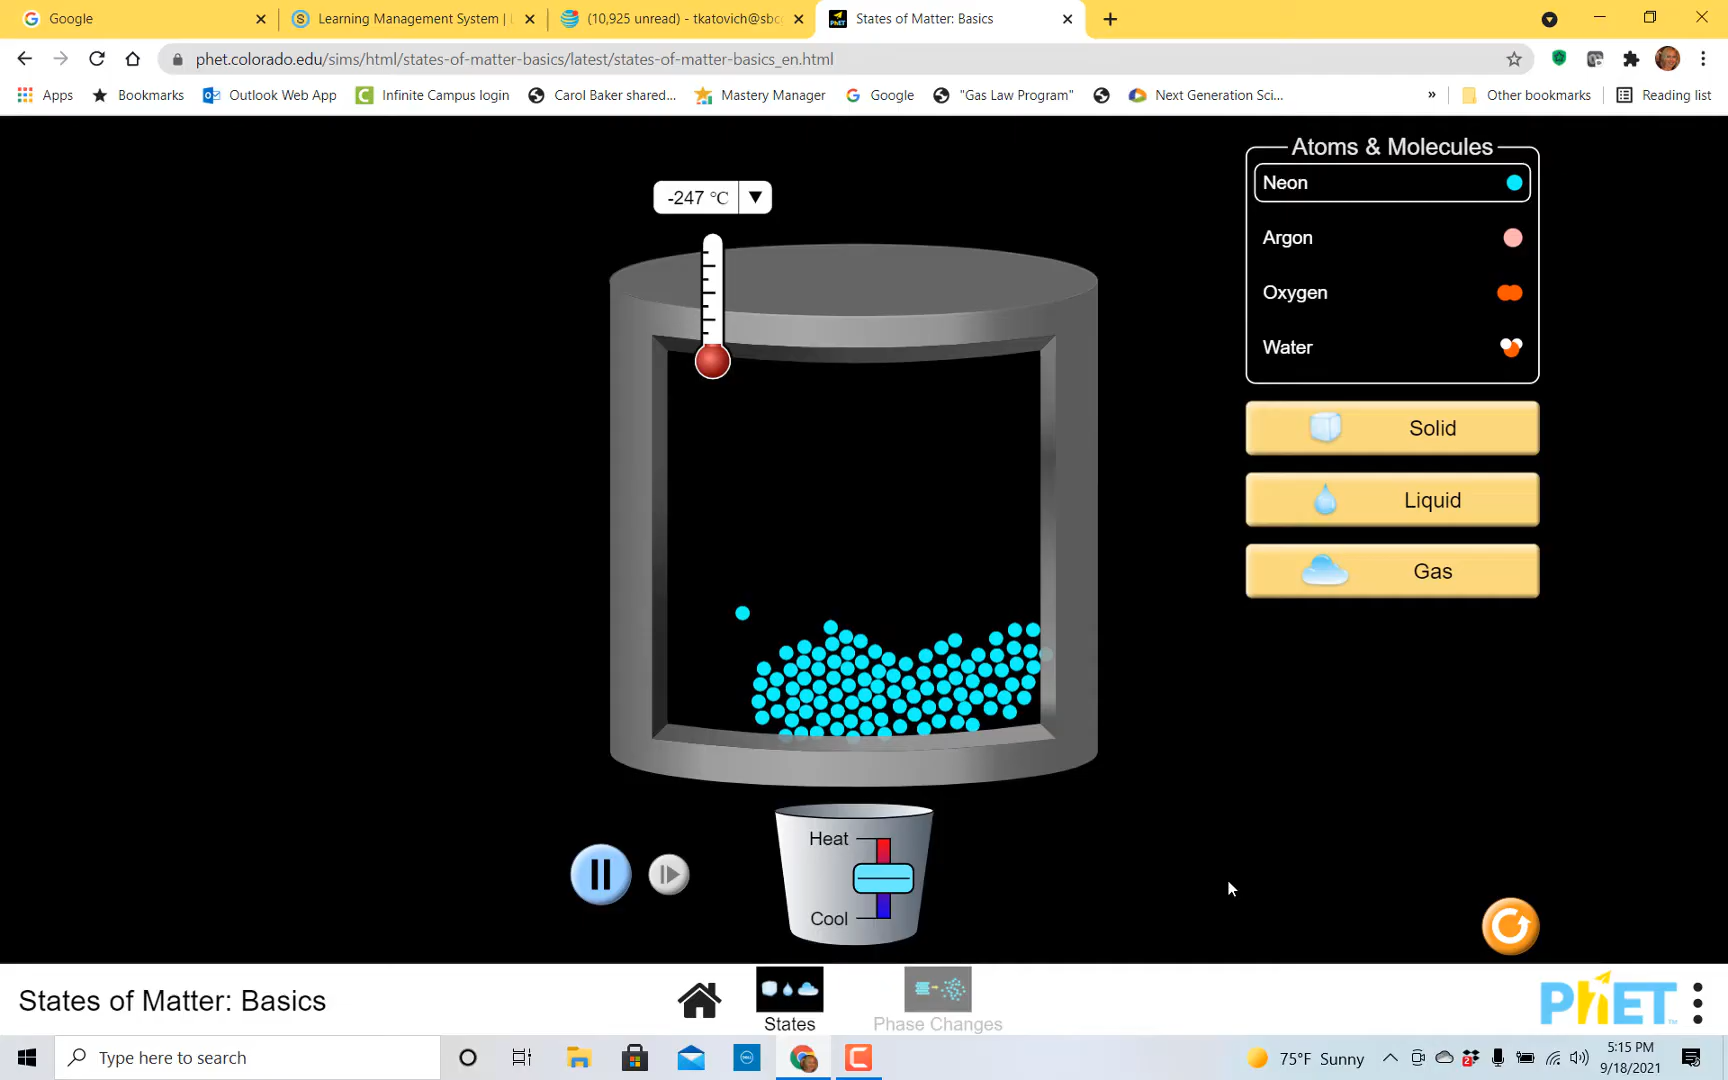 Google
Learning Management System |
(10,925 unread) - tkatovich@sbc
States of Matter: Basics
phet.colorado.edu/sims/html/states-of-matter-basics/latest/states-of-matter-basics_en.html
Apps
Bookmarks
Outlook Web App
Infinite Campus login
Carol Baker shared...
Mastery Manager
Google
"Gas Law Program"
Next Generation Sci...
»
Other bookmarks
Reading list
Atoms & Molecules
-247 °C
Neon
Argon
Oxygen
Water
Solid
Liquid
Gas
Heat
Cool
States of Matter: Basics
States
Phase Changes
PhET
Type here to search
75°F Sunny
5:15 PM
9/18/2021